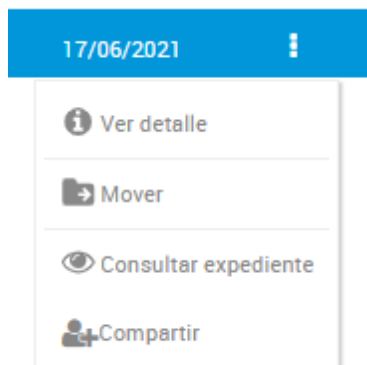 17/06/2021
Ver detalle
Mover
Consultar expediente
Compartir